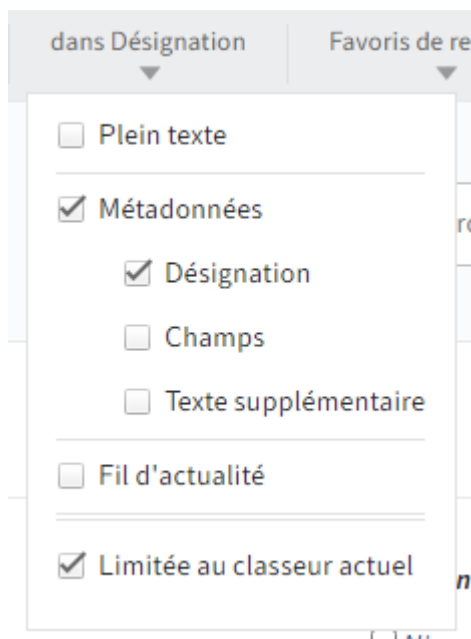 dans Désignation
Favoris de re
Plein texte
Métadonnées
Désignation
Champs
Texte supplémentaire
Fil d'actualité
Limitée au classeur actuel